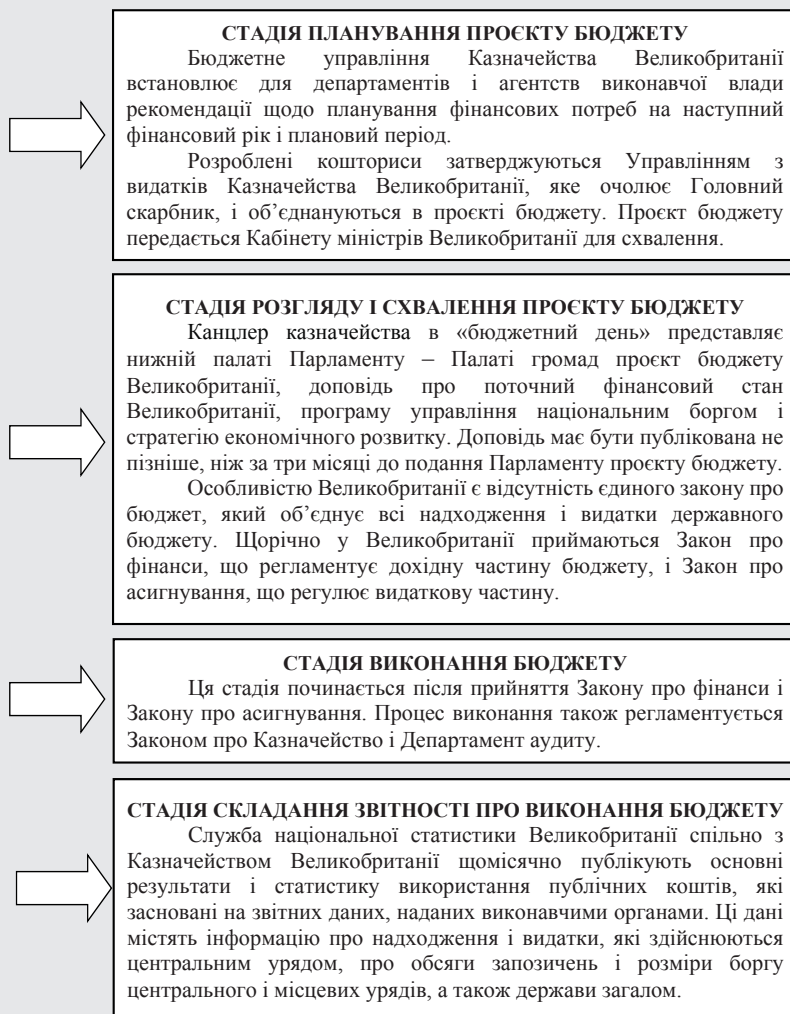 СТАДІЯ ПЛАНУВАННЯ ПРОЄКТУ БЮДЖЕТУ
Бюджетне управління Казначейства Великобританії
встановлює для департаментів і агентств виконавчої влади
рекомендації щодо планування фінансових потреб на наступний
фінансовий рік і плановий період.
Розроблені кошториси затверджуються Управлінням з
видатків Казначейства Великобританії, яке очолює Головний
скарбник, і об’єднануються в проєкті бюджету. Проєкт бюджету
передається Кабінету міністрів Великобританії для схвалення.
СТАДІЯ РОЗГЛЯДУ І СХВАЛЕННЯ ПРОЄКТУ БЮДЖЕТУ
Канцлер казначейства в «бюджетний день» представляє
нижній палаті Парламенту – Палаті громад проєкт бюджету
Великобританії, доповідь про поточний фінансовий стан
Великобританії, програму управління національним боргом і
стратегію економічного розвитку. Доповідь має бути публікована не
пізніше, ніж за три місяці до подання Парламенту проєкту бюджету.
Особливістю Великобританії є відсутність єдиного закону про
бюджет, який об’єднує всі надходження і видатки державного
бюджету. Щорічно у Великобританії приймаються Закон про
фінанси, що регламентує дохідну частину бюджету, і Закон про
асигнування, що регулює видаткову частину.
СТАДІЯ ВИКОНАННЯ БЮДЖЕТУ
Ця стадія починається після прийняття Закону про фінанси і
Закону про асигнування. Процес виконання також регламентується
Законом про Казначейство і Департамент аудиту.
СТАДІЯ СКЛАДАННЯ ЗВІТНОСТІ ПРО ВИКОНАННЯ БЮДЖЕТУ
Служба національної статистики Великобританії спільно з
Казначейством Великобританії щомісячно публікують основні
результати і статистику використання публічних коштів, які
засновані на звітних даних, наданих виконавчими органами. Ці дані
містять інформацію про надходження і видатки, які здійснюються
центральним урядом, про обсяги запозичень і розміри боргу
центрального і місцевих урядів, а також держави загалом.